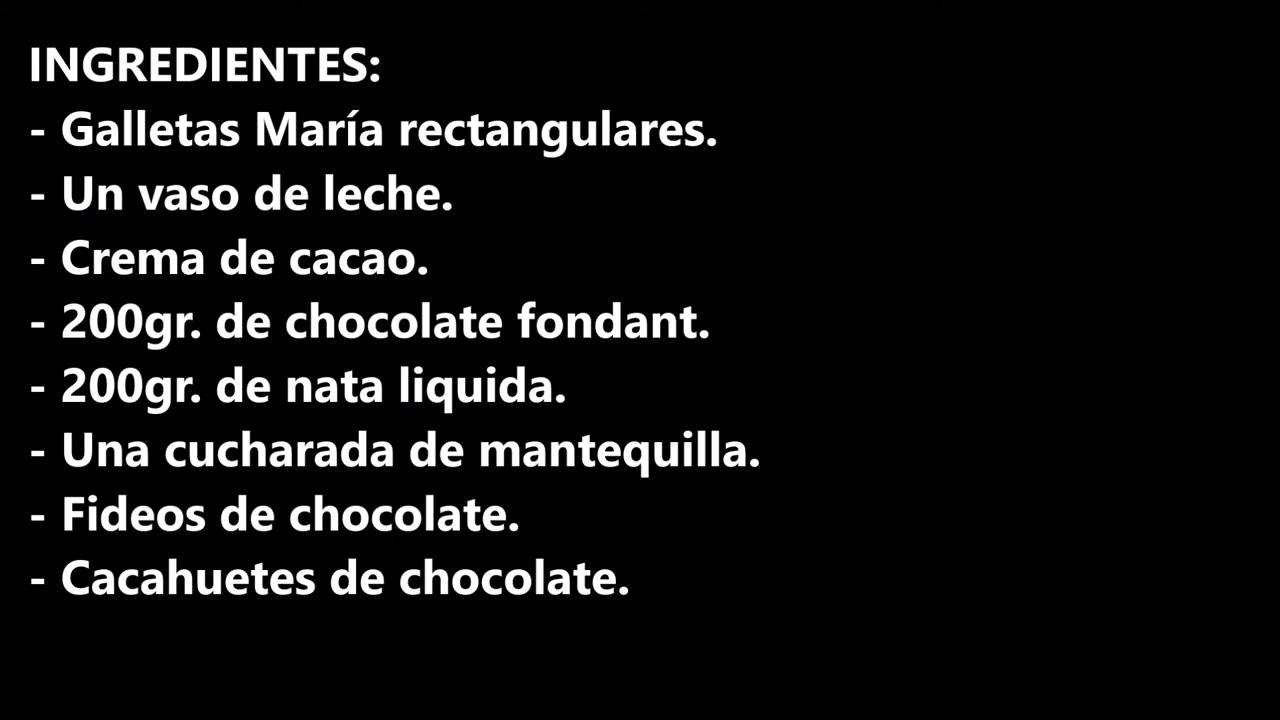 INGREDIENTES:
- Galletas María rectangulares.
- Un vaso de leche.
- Crema de cacao.
- 200gr. de chocolate fondant.
- 200gr. de nata liquida.
- Una cucharada de mantequilla.
- Fideos de chocolate.
- Cacahuetes de chocolate.